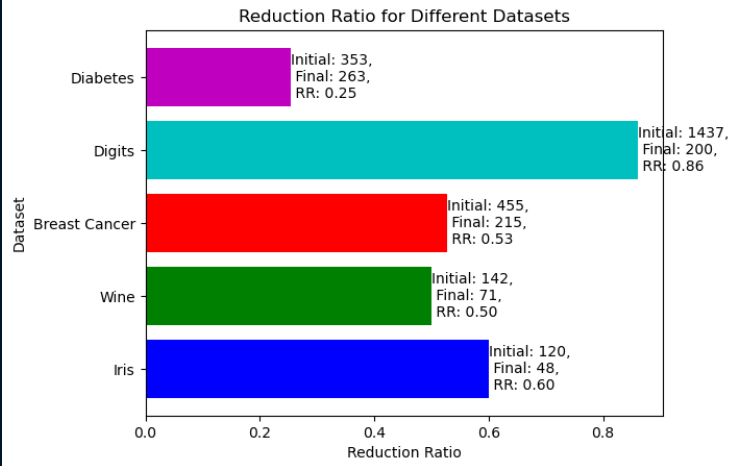 Reduction Ratio for Different Datasets
Diabetes
Initial: 353,
Final: 263,
RR: 0.25
Digits
Initial: 1437,
Final: 200,
RR: 0.86
Breast Cancer
Initial: 455,
Final: 215,
RR: 0.53
Wine
Initial: 142,
Final: 71,
RR: 0.50
Iris
Initial: 120,
Final: 48,
RR: 0.60
Dataset
0.0 0.2 0.4 0.6 0.8
Reduction Ratio